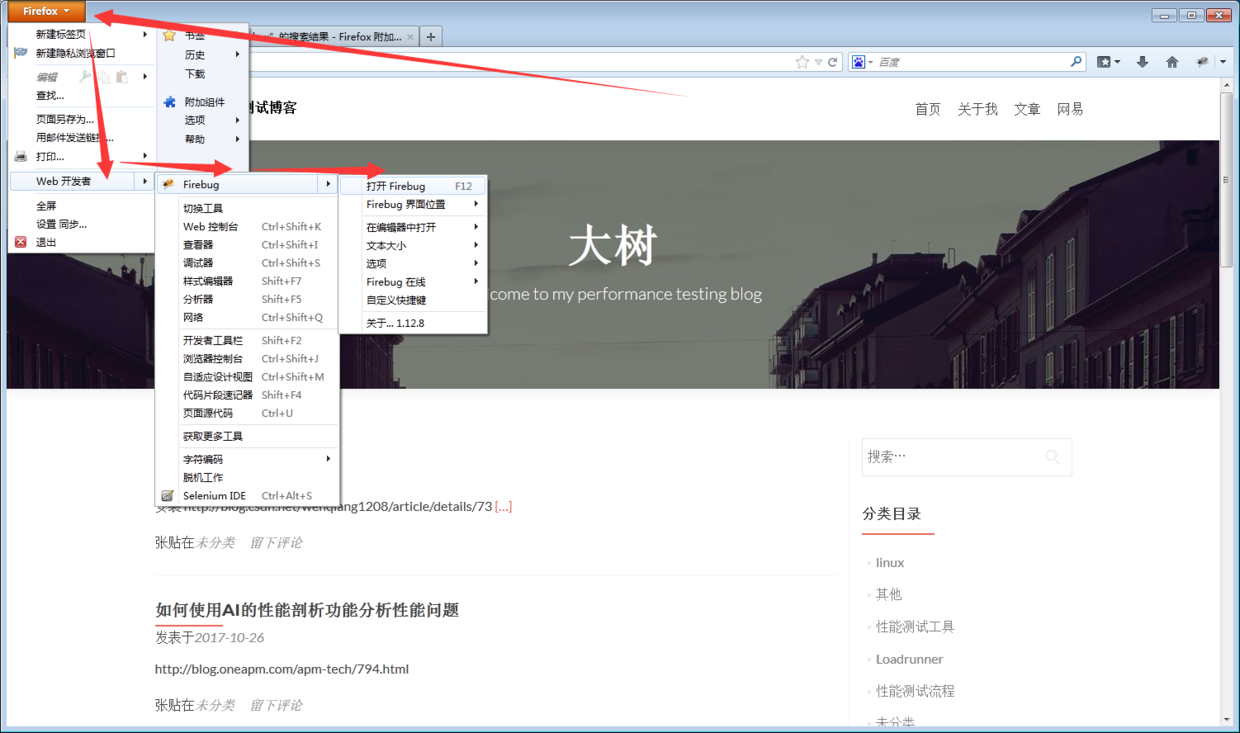 Firefox
新建标签页
新建隐私浏览窗口
编辑
查找...
页面另存为...
用邮件发送链接...
打印...
Web 开发者
全屏
设置 同步...
退出
书签
历史
下载
附加组件
选项
帮助
的搜索结果 - Firefox 附加...
百度
测试博客
首页 关于我 文章 网易
Firebug
切换工具
Web 控制台 Ctrl+Shift+K
查看器 Ctrl+Shift+I
调试器 Ctrl+Shift+S
样式编辑器 Shift+F7
分析器 Shift+F5
网络 Ctrl+Shift+Q
开发者工具栏 Shift+F2
浏览器控制台 Ctrl+Shift+J
自适应设计视图 Ctrl+Shift+M
代码片段速记器 Shift+F4
页面源代码 Ctrl+U
获取更多工具
字符编码
脱机工作
Selenium IDE Ctrl+Alt+S
打开 Firebug F12
Firebug 界面位置
在编辑器中打开
文本大小
选项
Firebug 在线
自定义快捷键
关于... 1.12.8
大树
come to my performance testing blog
安装 http://blog.csdn.net/wenqiang1208/article/details/73 [...]
张贴在未分类 留下评论
如何使用AI的性能剖析功能分析性能问题
发表于2017-10-26
http://blog.oneapm.com/apm-tech/794.html
张贴在未分类 留下评论
搜索…
分类目录
linux
其他
性能测试工具
Loadrunner
性能测试流程
未分类